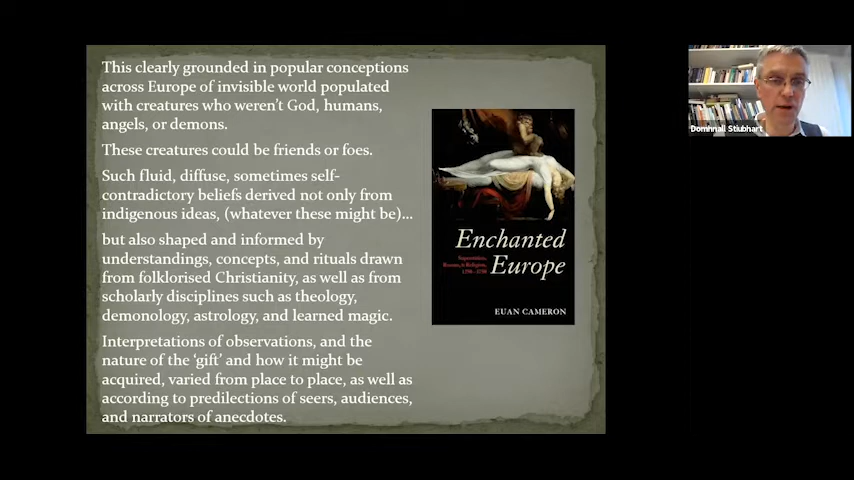 This clearly grounded in popular conceptions
across Europe of invisible world populated
with creatures who weren't God, humans,
angels, or demons.
These creatures could be friends or foes.
Such fluid, diffuse, sometimes self-
contradictory beliefs derived not only from
indigenous ideas, (whatever these might be)...
but also shaped and informed by
understandings, concepts, and rituals drawn
from folklorised Christianity, as well as from
scholarly disciplines such as theology,
demonology, astrology, and learned magic.
Interpretations of observations, and the
nature of the 'gift' and how it might be
acquired, varied from place to place, as well as
according to predilections of seers, audiences,
and narrators of anecdotes.
Enchanted
Europe
Superstition,
Reason, & Religion,
EUAN CAMERON
Domhnall Stiubhart